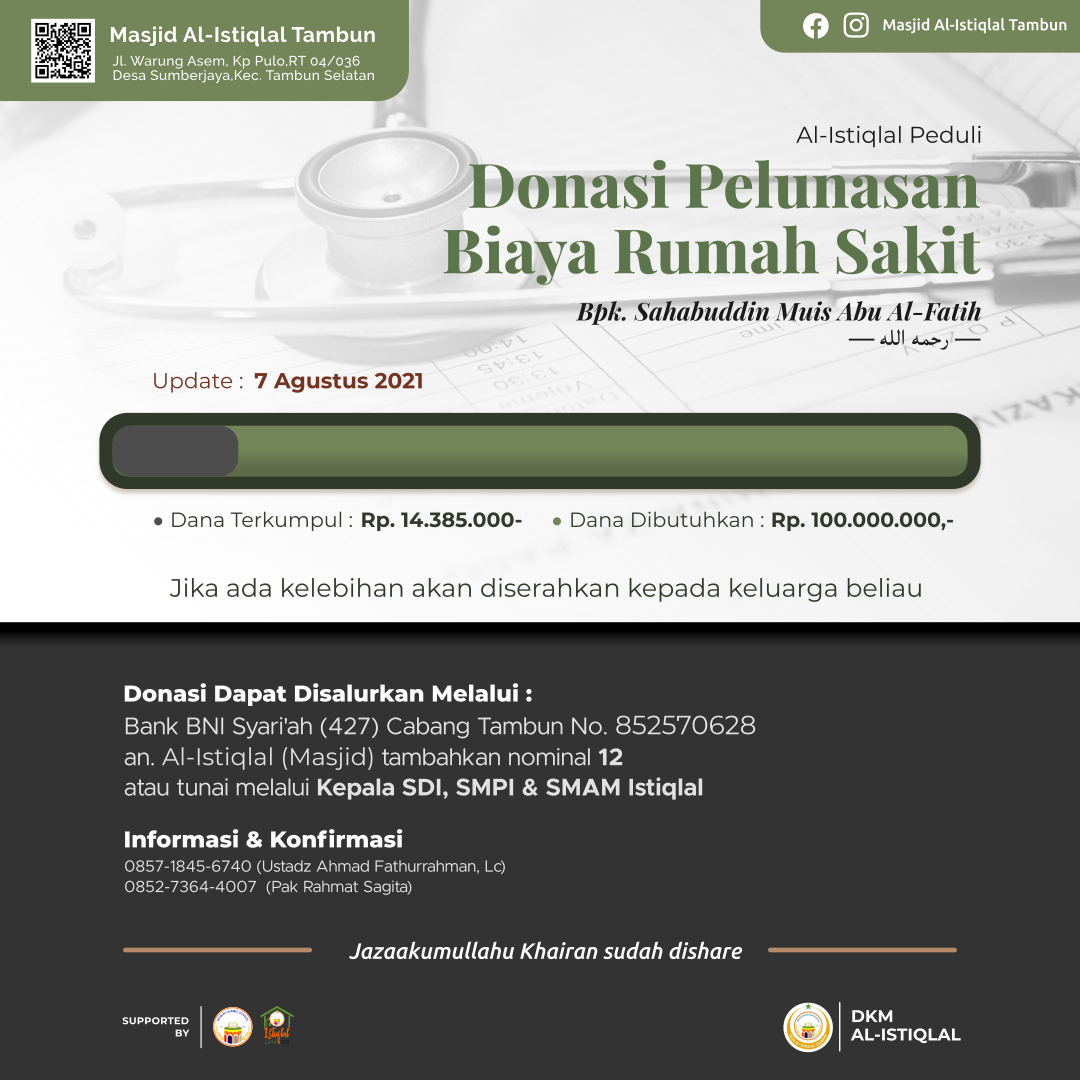 Masjid Al-Istiqlal Tambun
Jl. Warung Asem, Kp Pulo,RT 04/036
Desa Sumberjaya,Kec. Tambun Selatan
Masjid Al-Istiqlal Tambun
Al-Istiqlal Peduli
Donasi Pelunasan
Biaya Rumah Sakit
Bpk. Sahabuddin Muis Abu Al-Fatih
— رحمه الله —
Update : 7 Agustus 2021
• Dana Terkumpul : Rp. 14.385.000- • Dana Dibutuhkan : Rp. 100.000.000,-
Jika ada kelebihan akan diserahkan kepada keluarga beliau
Donasi Dapat Disalurkan Melalui :
Bank BNI Syari'ah (427) Cabang Tambun No. 852570628
an. Al-Istiqlal (Masjid) tambahkan nominal 12
atau tunai melalui Kepala SDI, SMPI & SMAM Istiqlal
Informasi & Konfirmasi
0857-1845-6740 (Ustadz Ahmad Fathurrahman, Lc)
0852-7364-4007 (Pak Rahmat Sagita)
Jazaakumullahu Khairan sudah dishare
SUPPORTED
BY
Istiqlal
DKM
AL-ISTIQLAL